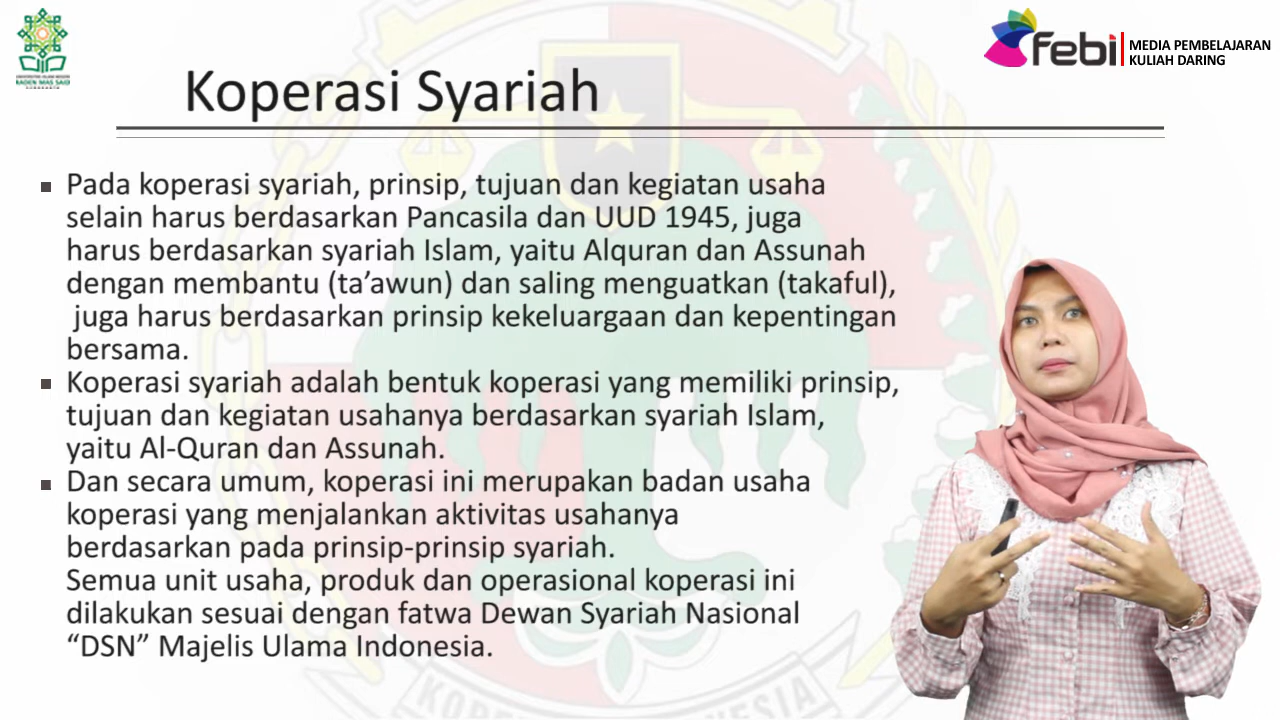 febi
MEDIA PEMBELAJARAN
KULIAH DARING
RADEN MAS SAID
SURAKARTA
Koperasi Syariah
Pada koperasi syariah, prinsip, tujuan dan kegiatan usaha
selain harus berdasarkan Pancasila dan UUD 1945, juga
harus berdasarkan syariah Islam, yaitu Alquran dan Assunah
dengan membantu (ta’awun) dan saling menguatkan (takaful),
juga harus berdasarkan prinsip kekeluargaan dan kepentingan
bersama.
Koperasi syariah adalah bentuk koperasi yang memiliki prinsip,
tujuan dan kegiatan usahanya berdasarkan syariah Islam,
yaitu Al-Quran dan Assunah.
Dan secara umum, koperasi ini merupakan badan usaha
koperasi yang menjalankan aktivitas usahanya
berdasarkan pada prinsip-prinsip syariah.
Semua unit usaha, produk dan operasional koperasi ini
dilakukan sesuai dengan fatwa Dewan Syariah Nasional
“DSN” Majelis Ulama Indonesia.